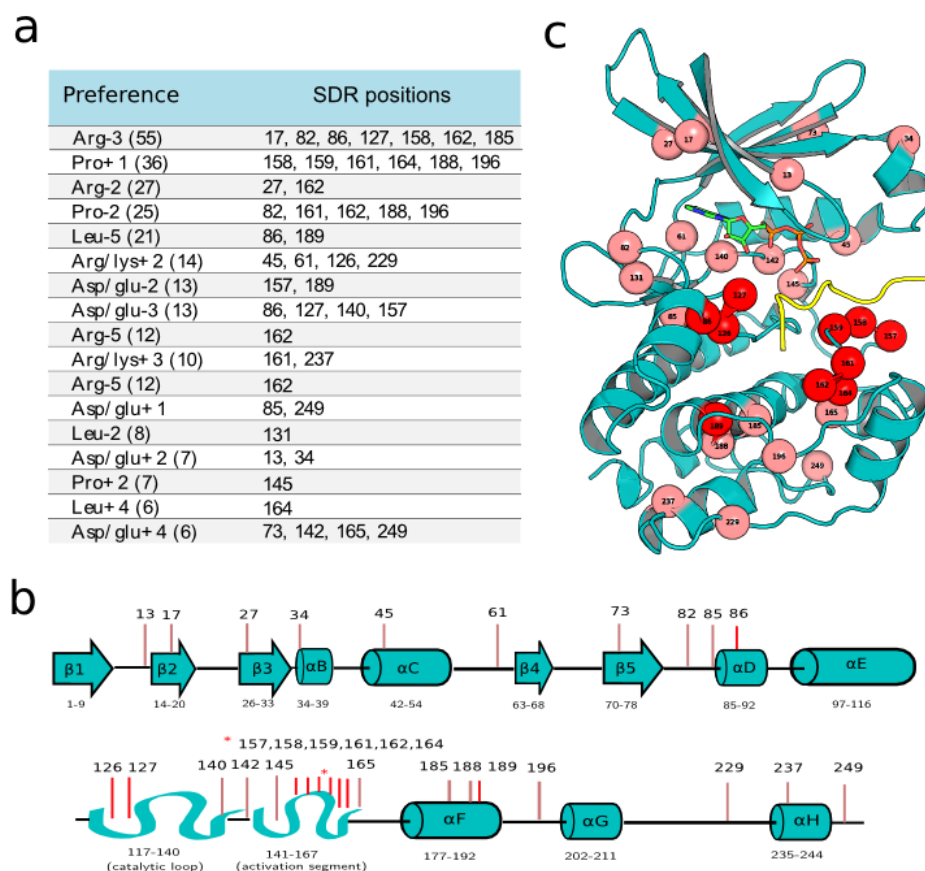 a
Preference SDR positions
Arg-3 (55) 17, 82, 86, 127, 158, 162, 185
Pro+1 (36) 158, 159, 161, 164, 188, 196
Arg-2 (27) 27, 162
Pro-2 (25) 82, 161, 162, 188, 196
Leu-5 (21) 86, 189
Arg/lys+2 (14) 45, 61, 126, 229
Asp/glu-2 (13) 157, 189
Asp/glu-3 (13) 86, 127, 140, 157
Arg-5 (12) 162
Arg/lys+3 (10) 161, 237
Arg-5 (12) 162
Asp/glu+1 85, 249
Leu-2 (8) 131
Asp/glu+2 (7) 13, 34
Pro+2 (7) 145
Leu+4 (6) 164
Asp/glu+4 (6) 73, 142, 165, 249
c
27 17 73 34
13
82 61 45
140 142
131 145
127
85 86 126
159 158 157
161
162 164
165
189 185
188 196 249
237 229
b
13 17 27 34 45 61 73 82 85 86
β1 β2 β3 αB αC β4 β5 αD αE
1-9 14-20 26-33 34-39 42-54 63-68 70-78 85-92 97-116
* 157,158,159,161,162,164
126 127 140 142 145 * 165 185 188 189 196 229 237 249
αF αG αH
117-140 141-167 177-192 202-211 235-244
(catalytic loop) (activation segment)